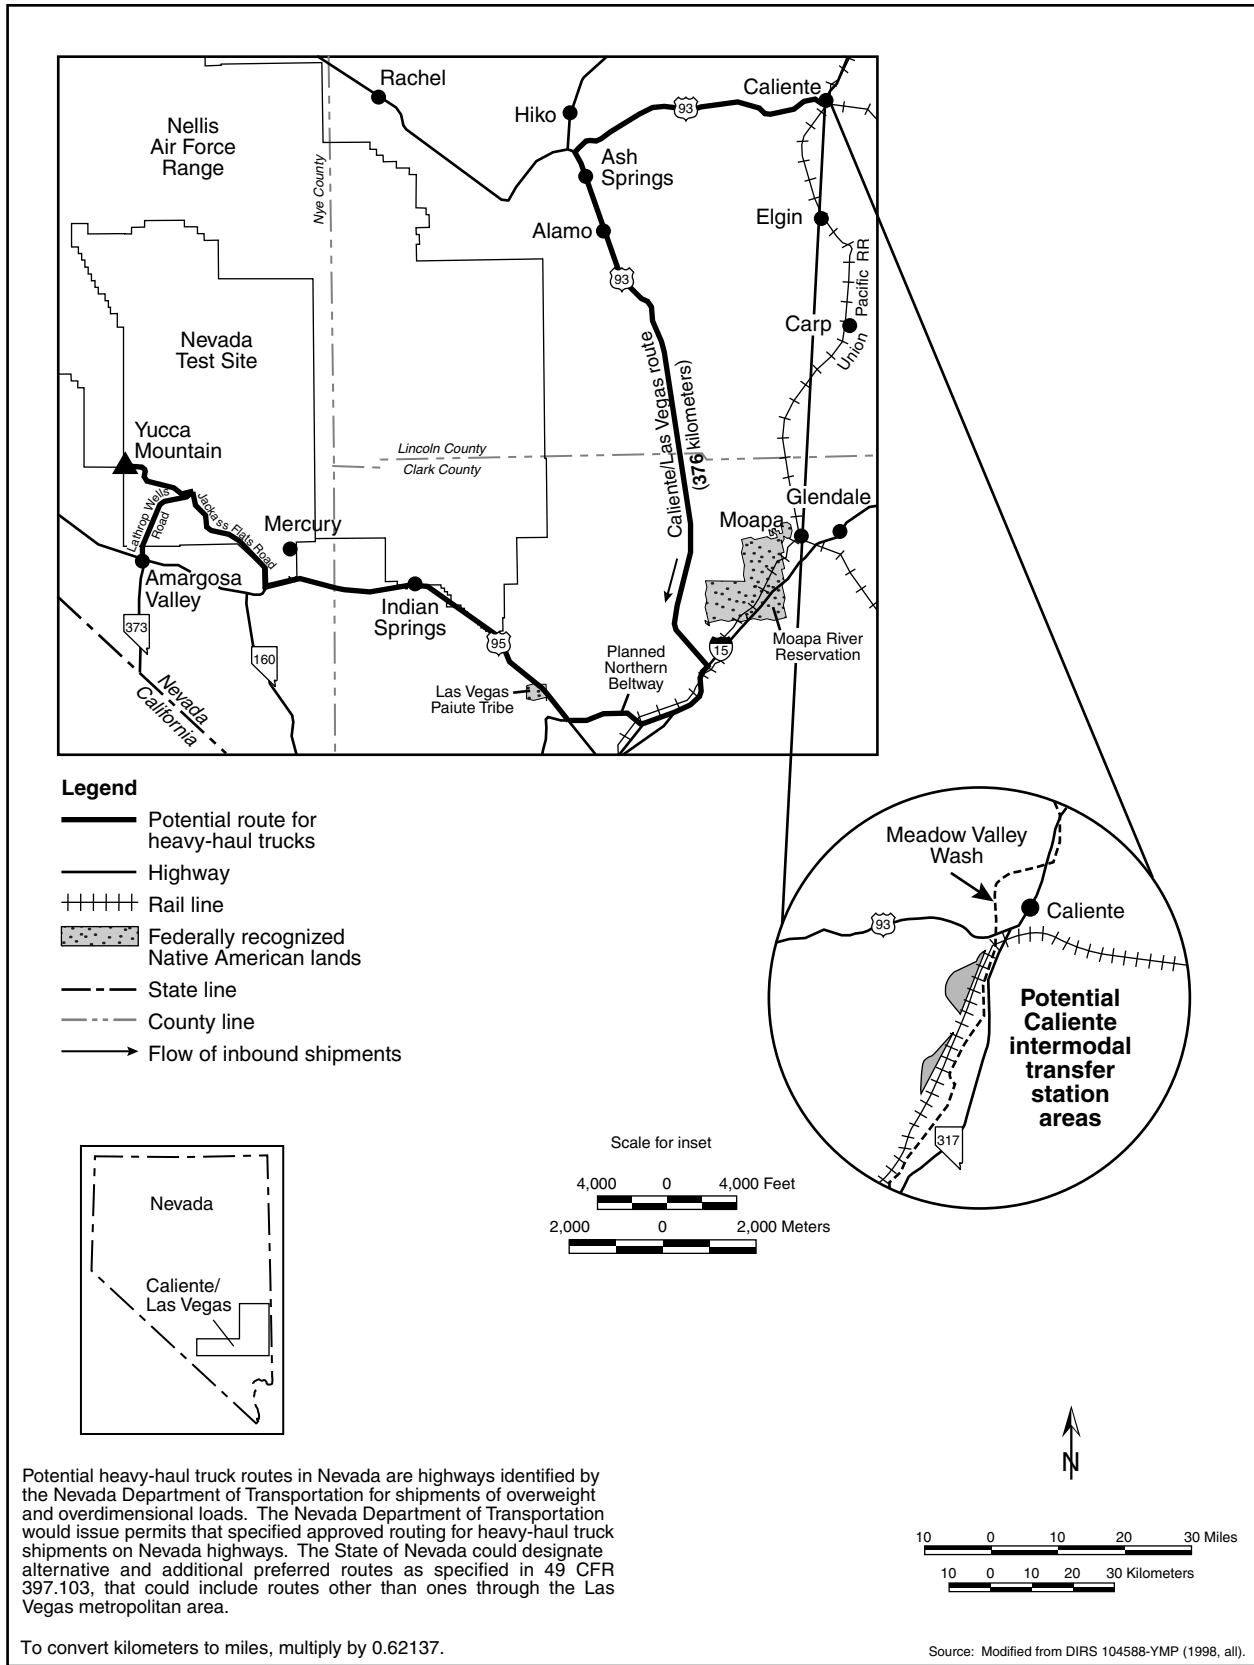 Rachel
Caliente
93
Hiko
Nellis
Air Force
Range
Ash
Springs
Nye County
Elgin
Alamo
93
Union Pacific RR
Carp
Nevada
Test Site
Caliente/Las Vegas route
(376 kilometers)
Yucca
Mountain
Lincoln County
Clark County
Glendale
Moapa
Lathrop Wells
Road
Jackass Flats Road
Mercury
Amargosa
Valley
Indian
Springs
373
160
95
15
Moapa River
Reservation
Planned
Northern
Beltway
Las Vegas
Paiute Tribe
Nevada
California
Legend
Potential route for
heavy-haul trucks
Highway
Rail line
Federally recognized
Native American lands
State line
County line
Flow of inbound shipments
Meadow Valley
Wash
Caliente
93
Potential
Caliente
intermodal
transfer
station
areas
317
Scale for inset
4,000 0 4,000 Feet
2,000 0 2,000 Meters
Nevada
Caliente/
Las Vegas
N
Potential heavy-haul truck routes in Nevada are highways identified by
the Nevada Department of Transportation for shipments of overweight
and overdimensional loads. The Nevada Department of Transportation
would issue permits that specified approved routing for heavy-haul truck
shipments on Nevada highways. The State of Nevada could designate
alternative and additional preferred routes as specified in 49 CFR
397.103, that could include routes other than ones through the Las
Vegas metropolitan area.
10 0 10 20 30 Miles
10 0 10 20 30 Kilometers
To convert kilometers to miles, multiply by 0.62137.
Source: Modified from DIRS 104588-YMP (1998, all).